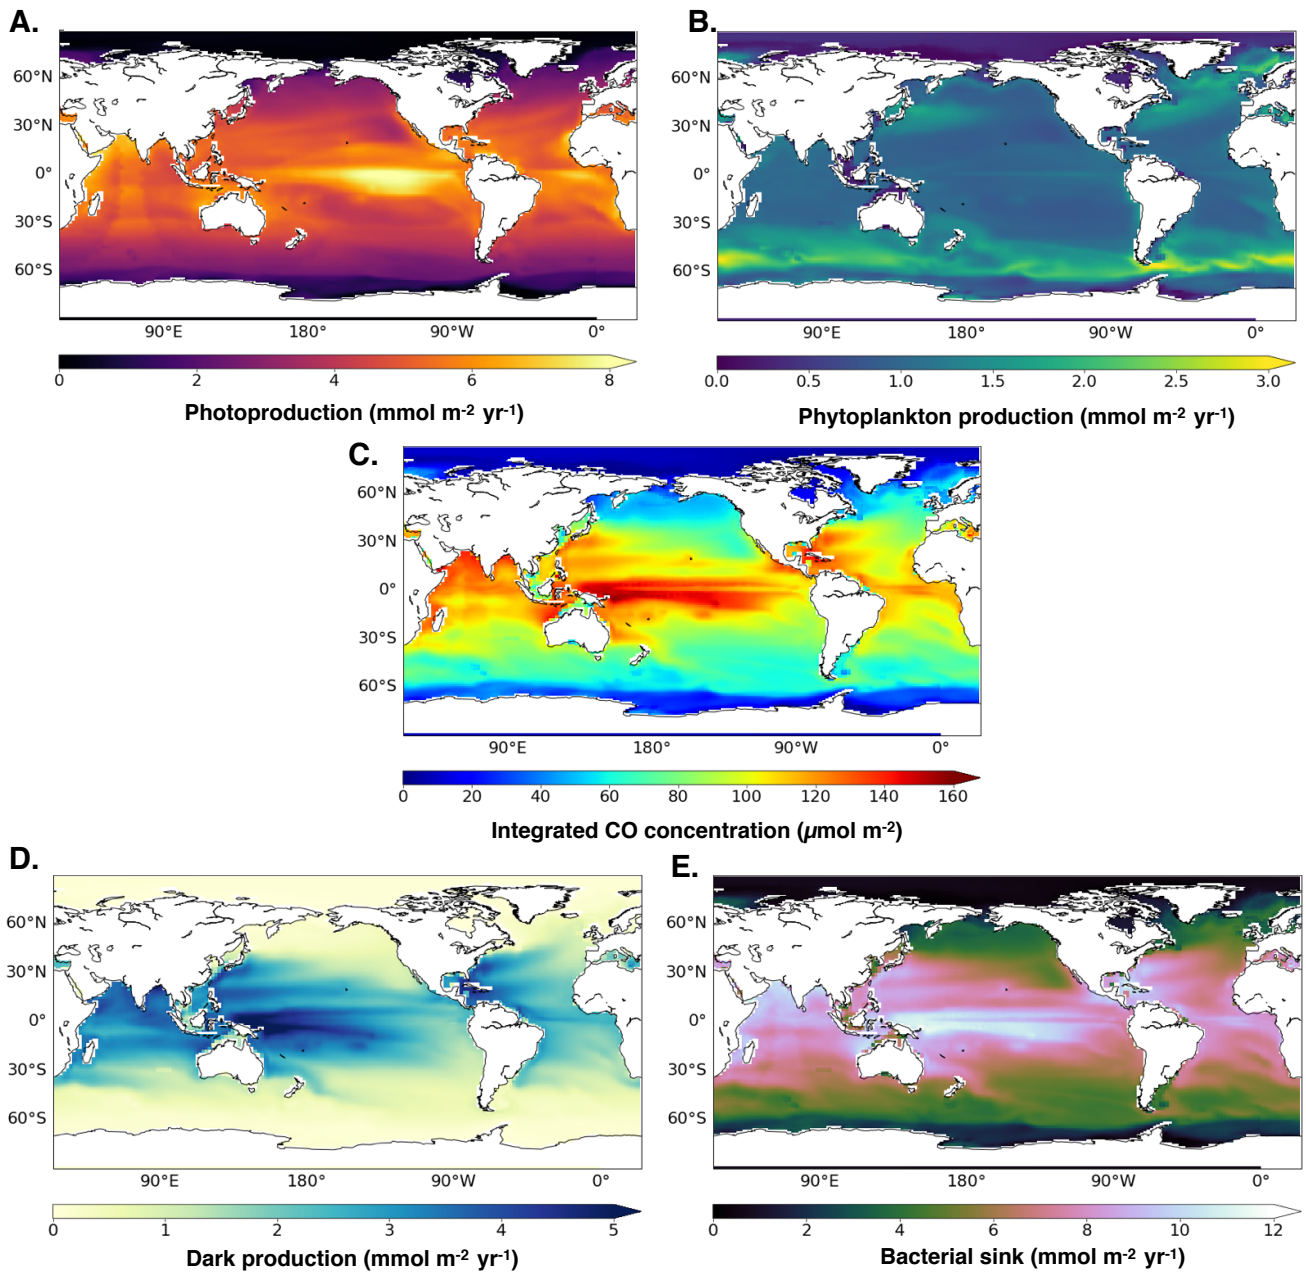 A.
B.
60°N
30°N
0°
30°S
60°S
60°N
30°N
0°
30°S
60°S
90°E 180° 90°W 0°
90°E 180° 90°W 0°
0 2 4 6 8
0.0 0.5 1.0 1.5 2.0 2.5 3.0
Photoproduction (mmol m-2 yr-1)
Phytoplankton production (mmol m-2 yr-1)
C.
60°N
30°N
0°
30°S
60°S
90°E 180° 90°W 0°
0 20 40 60 80 100 120 140 160
Integrated CO concentration (µmol m-2)
D.
E.
60°N
30°N
0°
30°S
60°S
60°N
30°N
0°
30°S
60°S
90°E 180° 90°W 0°
90°E 180° 90°W 0°
0 1 2 3 4 5
0 2 4 6 8 10 12
Dark production (mmol m-2 yr-1)
Bacterial sink (mmol m-2 yr-1)